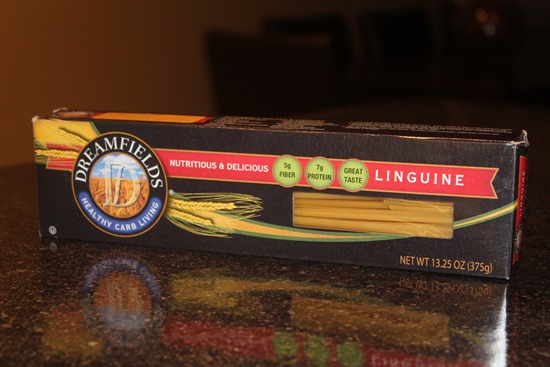 DREAMFIELDS
D
HEALTHY CARB LIVING
NUTRITIOUS & DELICIOUS
5g
FIBER
7g
PROTEIN
GREAT
TASTE
LINGUINE
NET WT 13.25 OZ (375g)